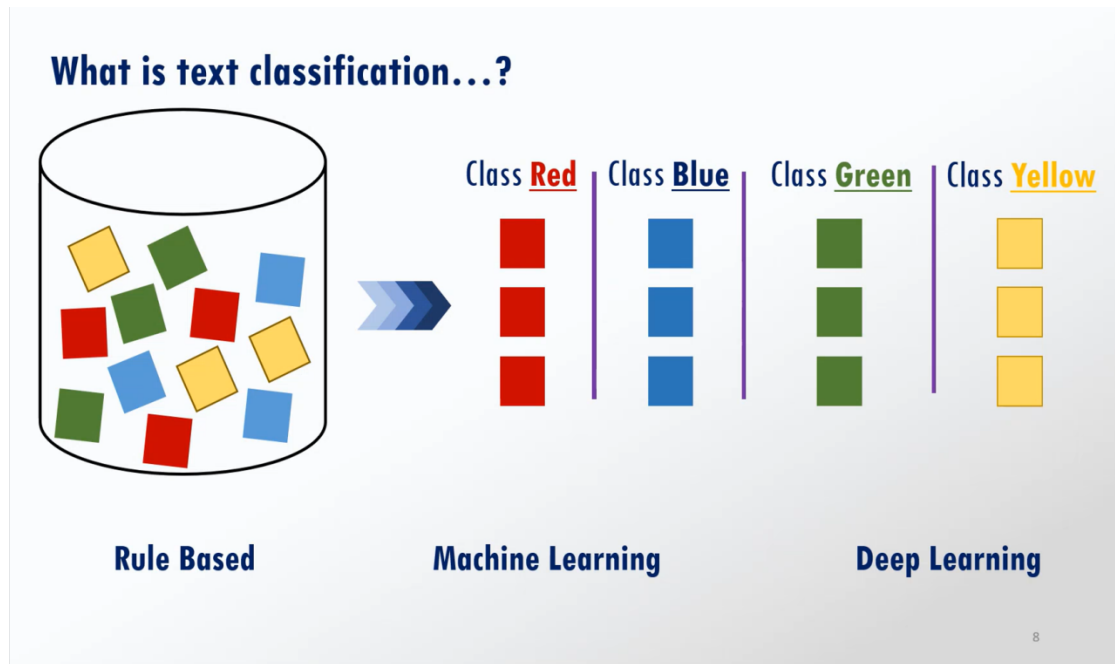 What is text classification...?
Class Red
Class Blue
Class Green
Class Yellow
Rule Based
Machine Learning
Deep Learning
8